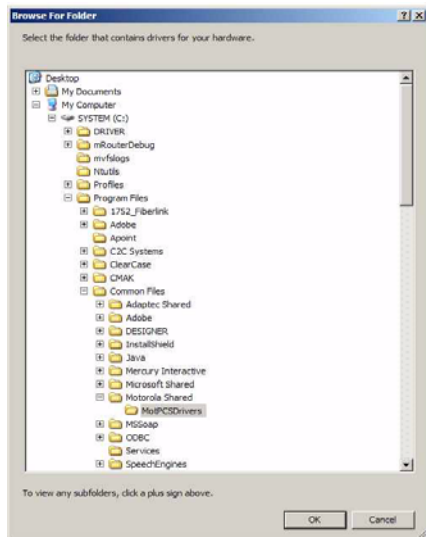 Browse For Folder
Select the folder that contains drivers for your hardware.
Desktop
My Documents
My Computer
SYSTEM (C:)
DRIVER
mRouterDebug
mvfslogs
Ntutils
Profiles
Program Files
1752_Fiberlink
Adobe
Apoint
C2C Systems
ClearCase
CMAK
Common Files
Adaptec Shared
Adobe
DESIGNER
InstallShield
Java
Mercury Interactive
Microsoft Shared
Motorola Shared
MotPCSDrivers
MSSoap
ODBC
Services
SpeechEngines
To view any subfolders, click a plus sign above.
OK Cancel